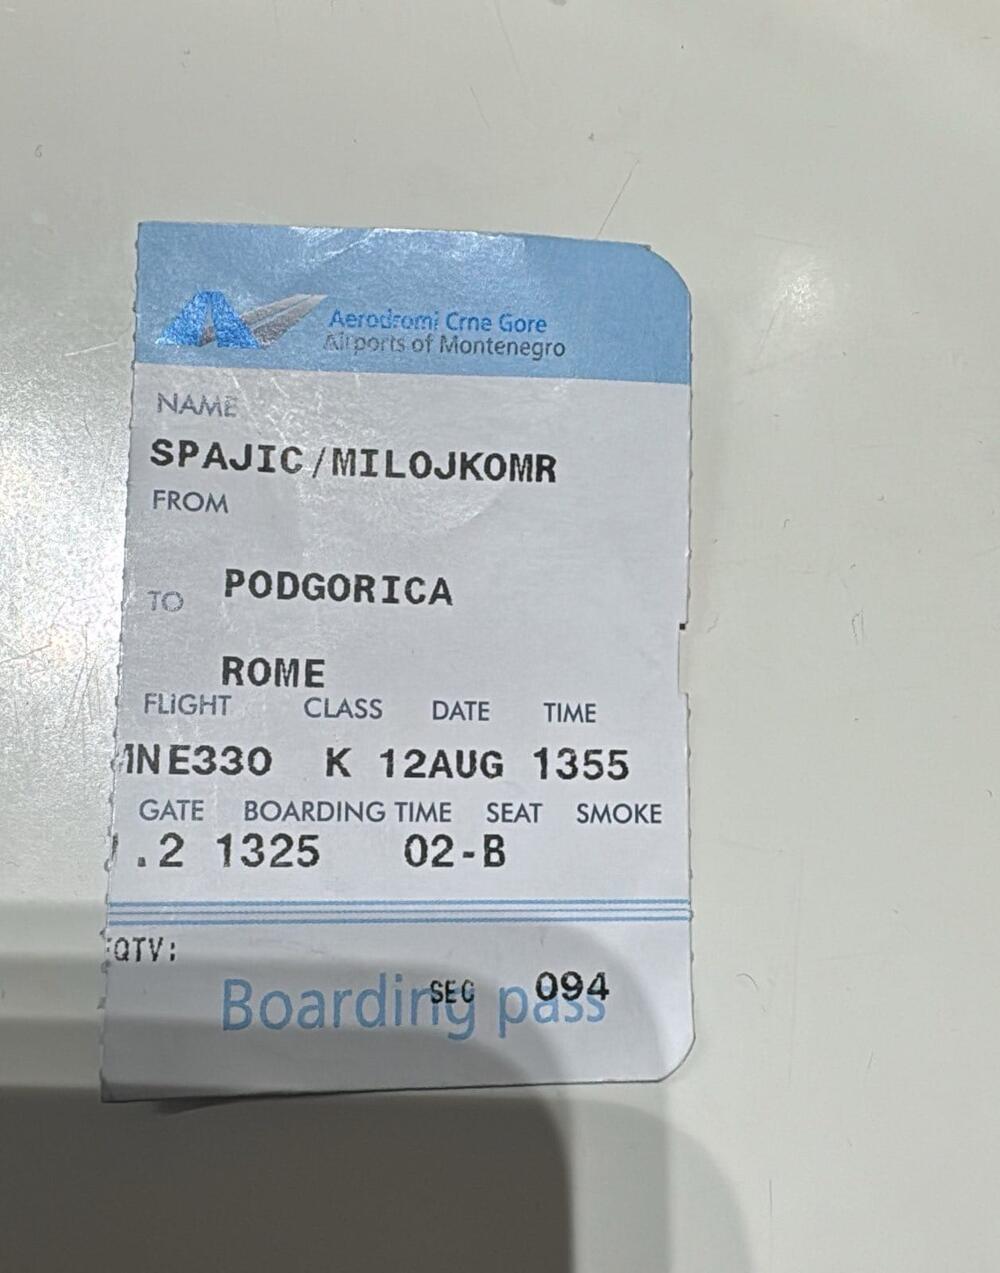 Aerodromi Crne Gore
Airports of Montenegro
NAME
SPAJIC/MILOJKOMR
FROM
PODGORICA
TO
ROME
FLIGHT CLASS DATE TIME
MNE330 K 12AUG 1355
GATE BOARDING TIME SEAT SMOKE
.2 1325 02-B
QTV:
SEC 094
Boarding pass